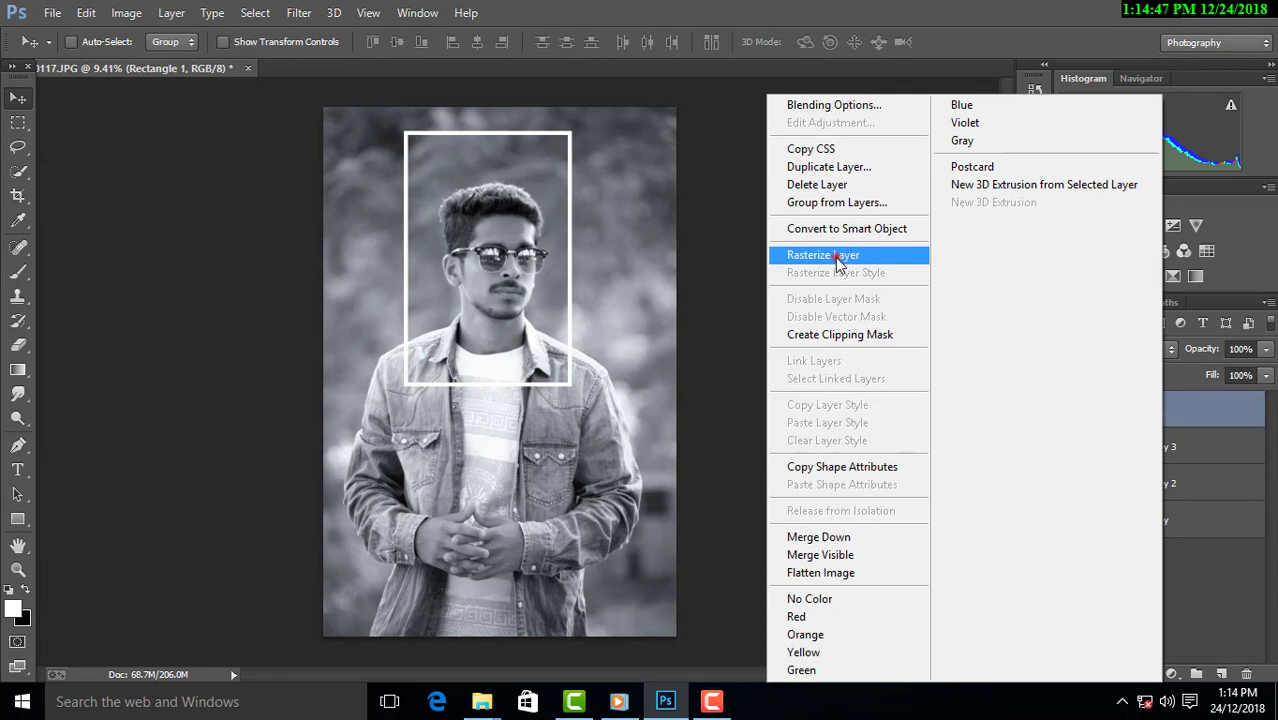 Ps File Edit Image Layer Type Select Filter 3D View Window Help
1:14:47 PM 12/24/2018
Auto-Select: Group Show Transform Controls 3D Mode: Photography
0117.JPG @ 9.41% (Rectangle 1, RGB/8) * ×
Histogram Navigator
Blending Options...
Edit Adjustment...
Copy CSS
Duplicate Layer...
Delete Layer
Group from Layers...
Convert to Smart Object
Rasterize Layer
Rasterize Layer Style
Disable Layer Mask
Disable Vector Mask
Create Clipping Mask
Link Layers
Select Linked Layers
Copy Layer Style
Paste Layer Style
Clear Layer Style
Copy Shape Attributes
Paste Shape Attributes
Release from Isolation
Merge Down
Merge Visible
Flatten Image
No Color
Red
Orange
Yellow
Green
Blue
Violet
Gray
Postcard
New 3D Extrusion from Selected Layer
New 3D Extrusion
ths
Opacity: 100%
Fill: 100%
y 3
y 2
y
Doc: 68.7M/206.0M
Search the web and Windows
Ps
1:14 PM
24/12/2018